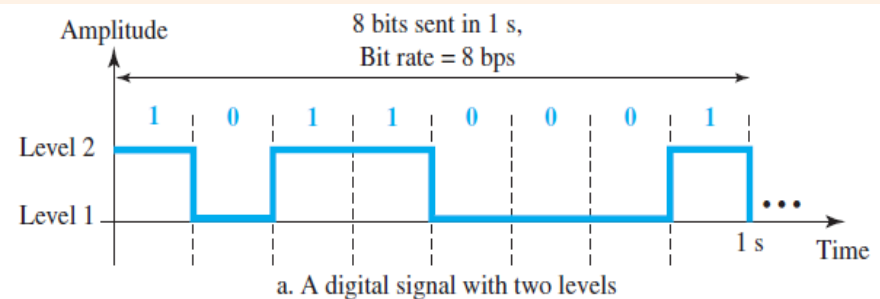 Amplitude
8 bits sent in 1 s,
Bit rate = 8 bps
1 0 1 1 0 0 0 1
Level 2
Level 1
...
1 s
Time
a. A digital signal with two levels